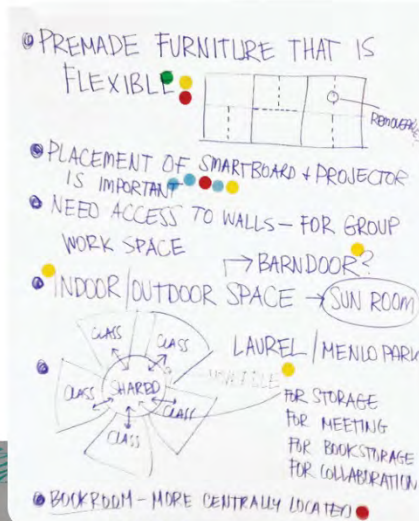 PREMADE FURNITURE THAT IS
FLEXIBLE
PLACEMENT OF SMARTBOARD + PROJECTOR
IS IMPORTANT
NEED ACCESS TO WALLS - FOR GROUP
WORK SPACE
BARNDOOR?
INDOOR/OUTDOOR SPACE → SUN ROOM
CLASS
CLASS
LAUREL/MENLO PARK
CLASS
SHARED
CLASS
CLASS
FOR STORAGE
FOR MEETING
FOR BOOKSTORAGE
FOR COLLABORATION
BOOKROOM - MORE CENTRALLY LOCATED